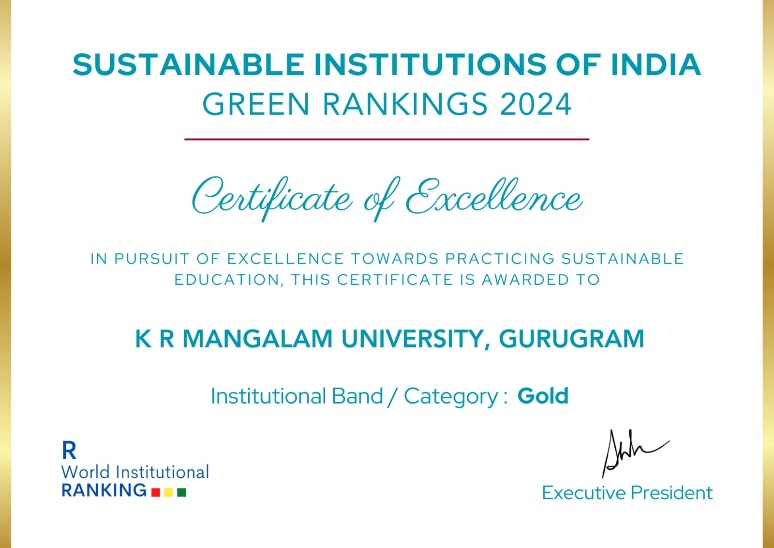 SUSTAINABLE INSTITUTIONS OF INDIA
GREEN RANKINGS 2024
Certificate of Excellence
IN PURSUIT OF EXCELLENCE TOWARDS PRACTICING SUSTAINABLE
EDUCATION, THIS CERTIFICATE IS AWARDED TO
K R MANGALAM UNIVERSITY, GURUGRAM
Institutional Band / Category : Gold
R
World Institutional
RANKING
Executive President